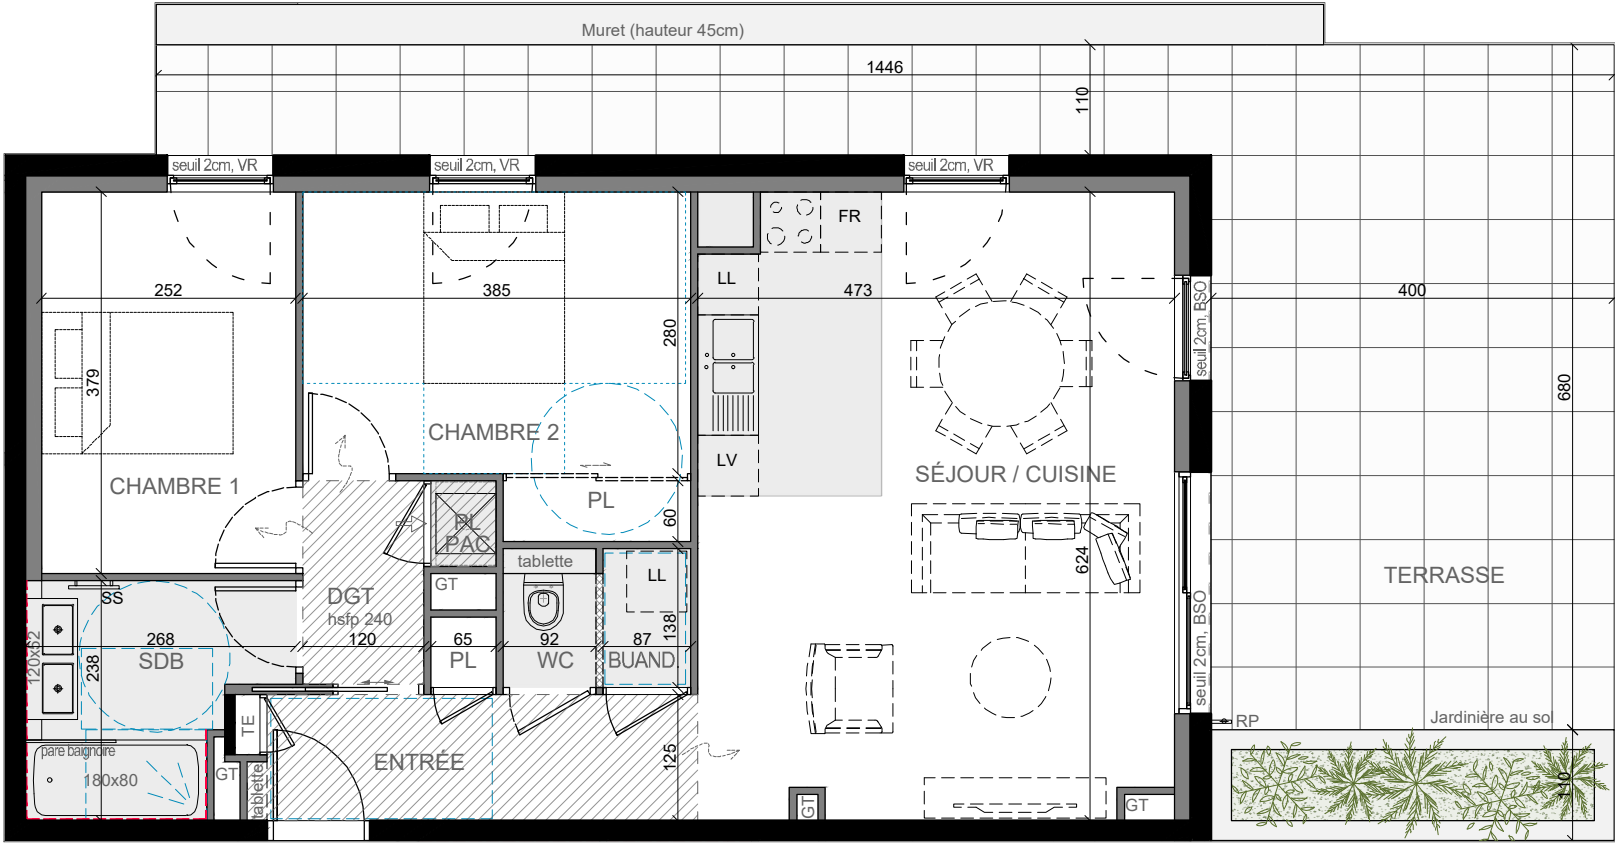 Muret (hauteur 45cm)
1446
110
seuil 2cm, VR
seuil 2cm, VR
seuil 2cm, VR
FR
LL
252
385
473
400
seuil 2cm, BSO
280
379
680
CHAMBRE 2
LV
SÉJOUR / CUISINE
CHAMBRE 1
PL
PL
PAC
60
tablette
624
TERRASSE
LL
GT
SS
DGT
hsfp 240
138
seuil 2cm, BSO
120x52
268
120
65
92
87
238
SDB
PL
WC
BUAND.
TE
RP
Jardinière au sol
pare baignoire
180x80
GT
tablette
ENTRÉE
125
GT
GT
110